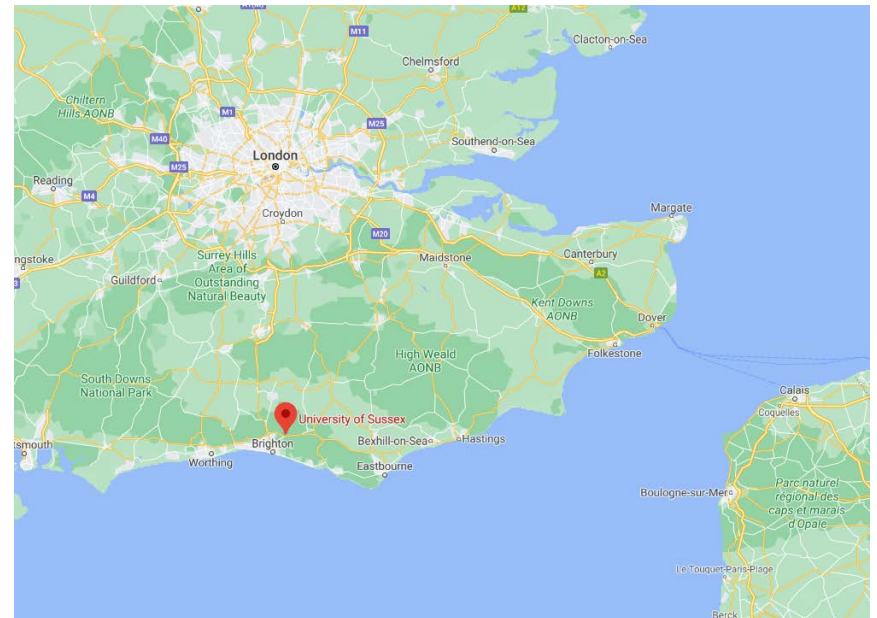 A12
M11
Clacton-on-Sea
Chelmsford
Chiltern
Hills AONB
M1
M25
M40
Southend-on-Sea
London
M25
Reading
M4
Croydon
Margate
M20
Surrey Hills
Area of
Outstanding
Natural Beauty
Maidstone
Canterbury
ngstoke
A2
Guildford
Kent Downs
AONB
Dover
Folkestone
High Weald
AONB
South Downs
National Park
Calais
Coquelles
University of Sussex
tsmouth
Brighton
Bexhill-on-Sea
Hastings
Worthing
Eastbourne
Parc naturel
régional des
caps et marais
d'Opale
Boulogne-sur-Mer
Le Touquet-Paris-Plage
Berck